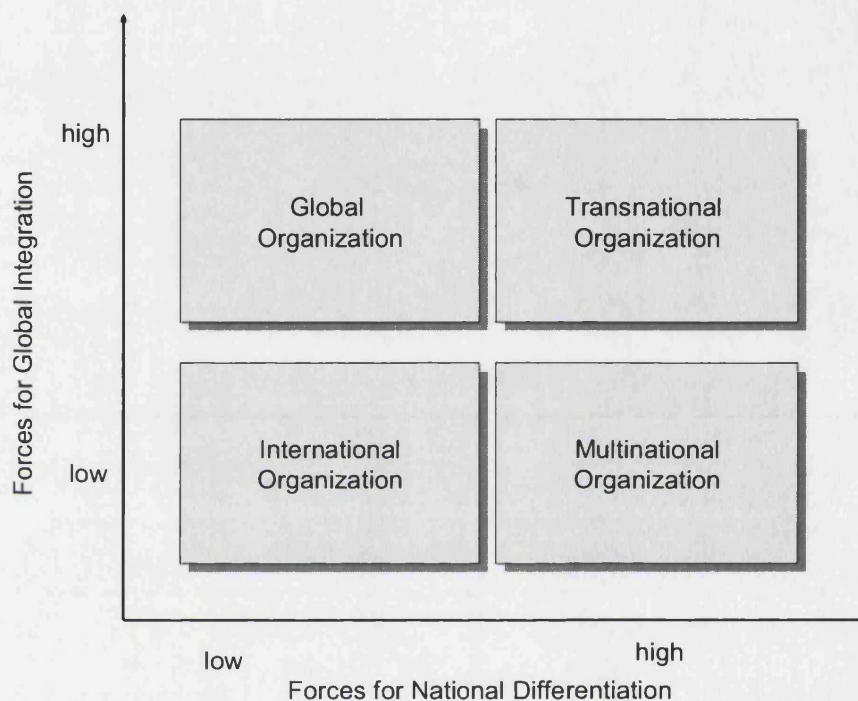 high
Global
Organization
Transnational
Organization
Forces for Global Integration
low
International
Organization
Multinational
Organization
low
high
Forces for National Differentiation